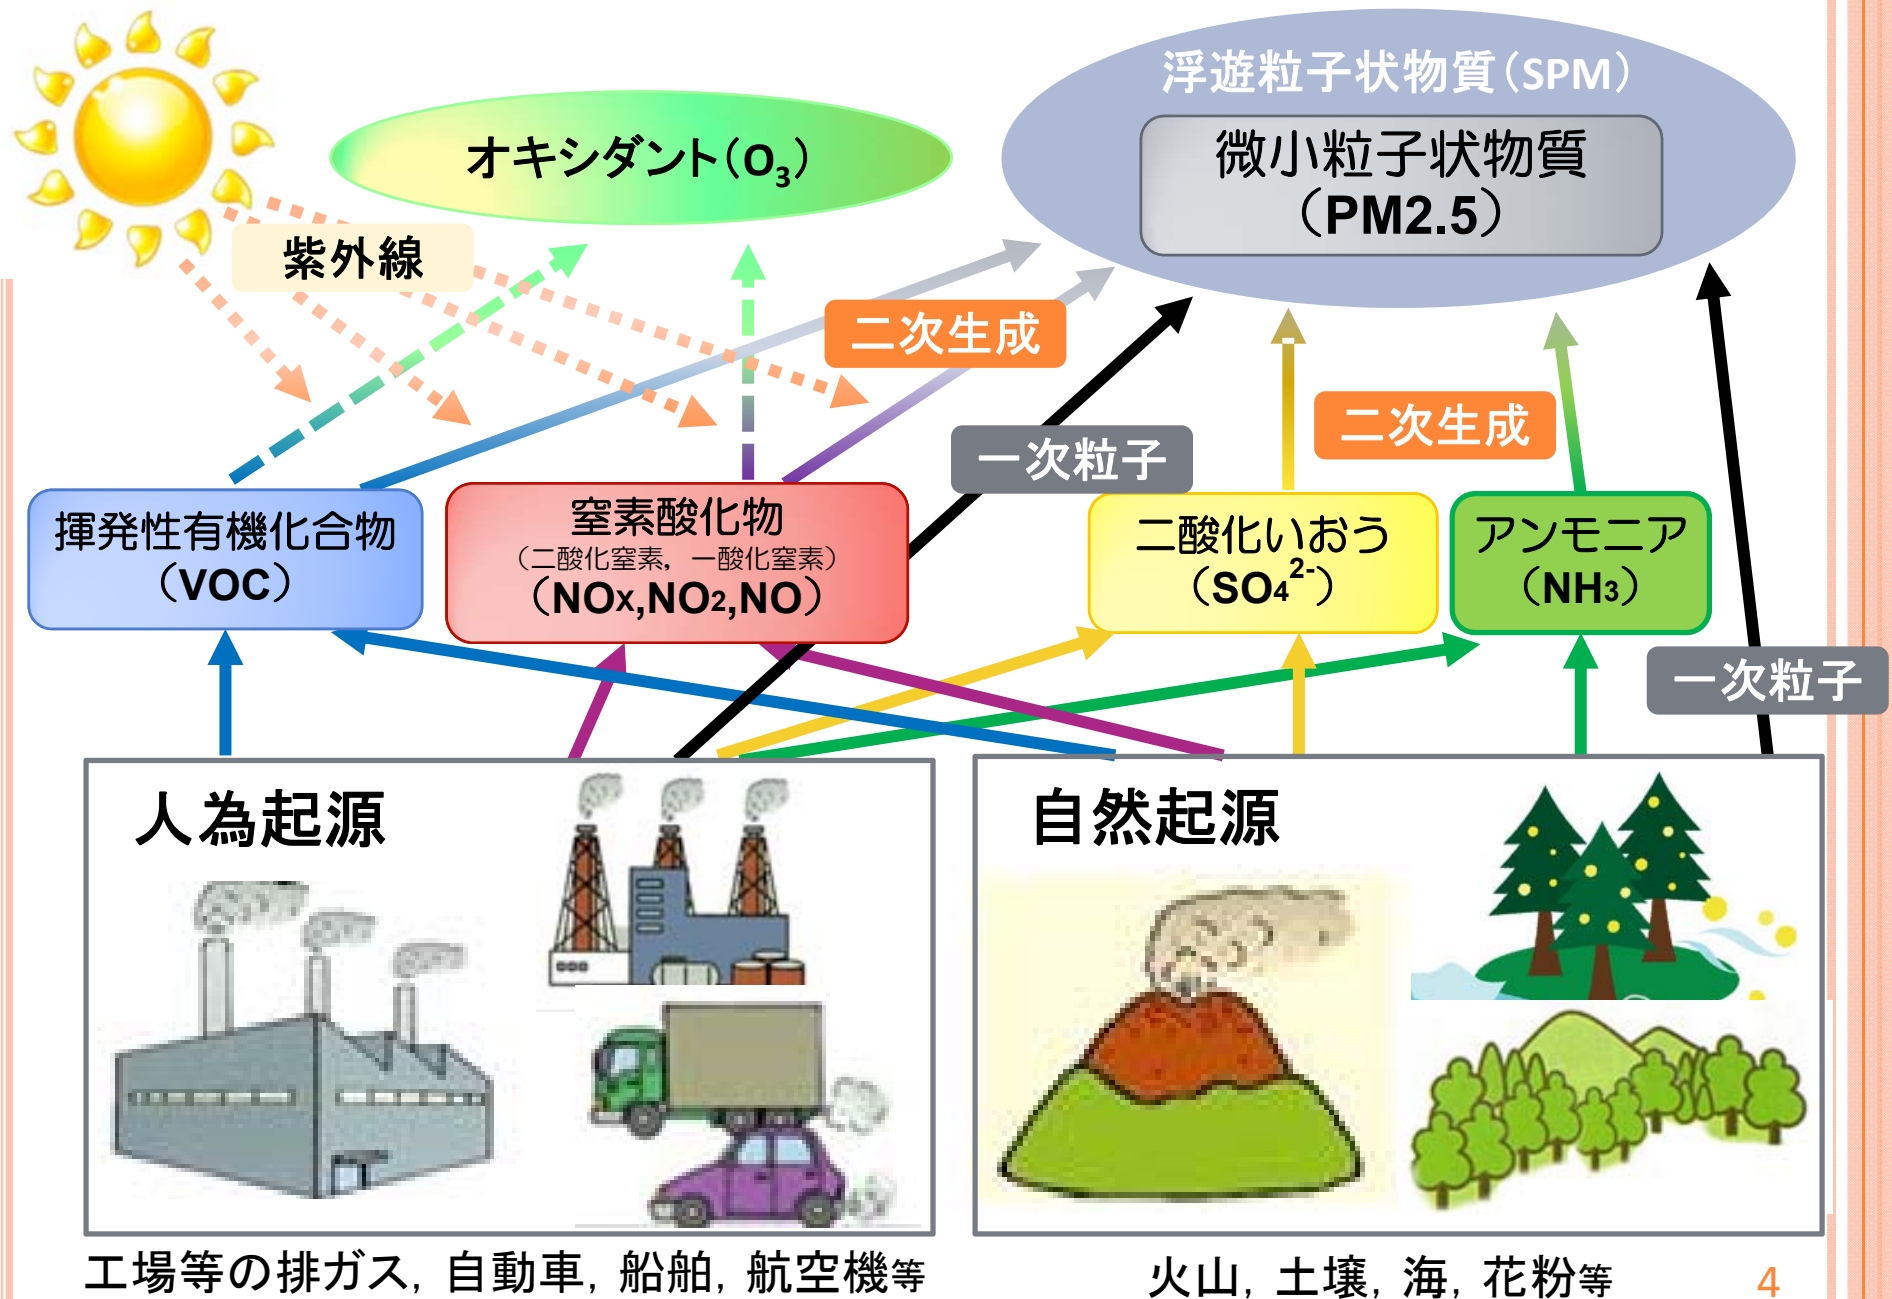 浮遊粒子状物質(SPM)
オキシダント(O₃)
微小粒子状物質
(PM2.5)
紫外線
二次生成
二次生成
一次粒子
揮発性有機化合物
(VOC)
窒素酸化物
(二酸化窒素, 一酸化窒素)
(NOx,NO₂,NO)
二酸化いおう
(SO₄²⁻)
アンモニア
(NH₃)
一次粒子
人為起源
自然起源
工場等の排ガス, 自動車, 船舶, 航空機等
火山, 土壌, 海, 花粉等
4